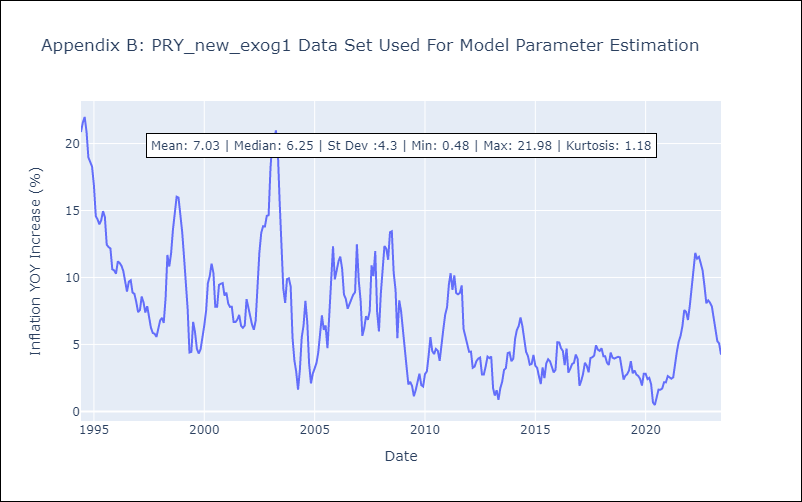 Appendix B: PRY_new_exog1 Data Set Used For Model Parameter Estimation
Mean: 7.03 | Median: 6.25 | St Dev :4.3 | Min: 0.48 | Max: 21.98 | Kurtosis: 1.18
Inflation YOY Increase (%)
20
15
10
5
0
1995
2000
2005
2010
2015
2020
Date